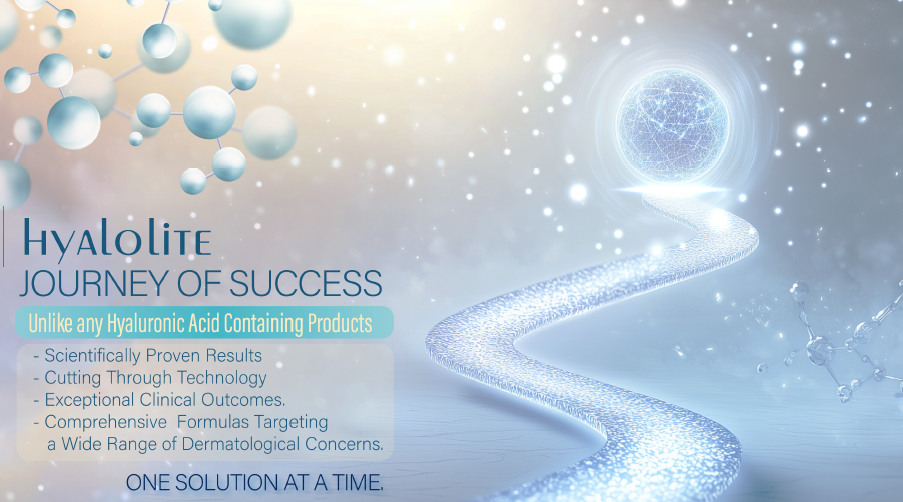 hyalolite
JOURNEY OF SUCCESS
Unlike any Hyaluronic Acid Containing Products
- Scientifically Proven Results
- Cutting Through Technology
- Exceptional Clinical Outcomes.
- Comprehensive Formulas Targeting
a Wide Range of Dermatological Concerns.
ONE SOLUTION AT A TIME.